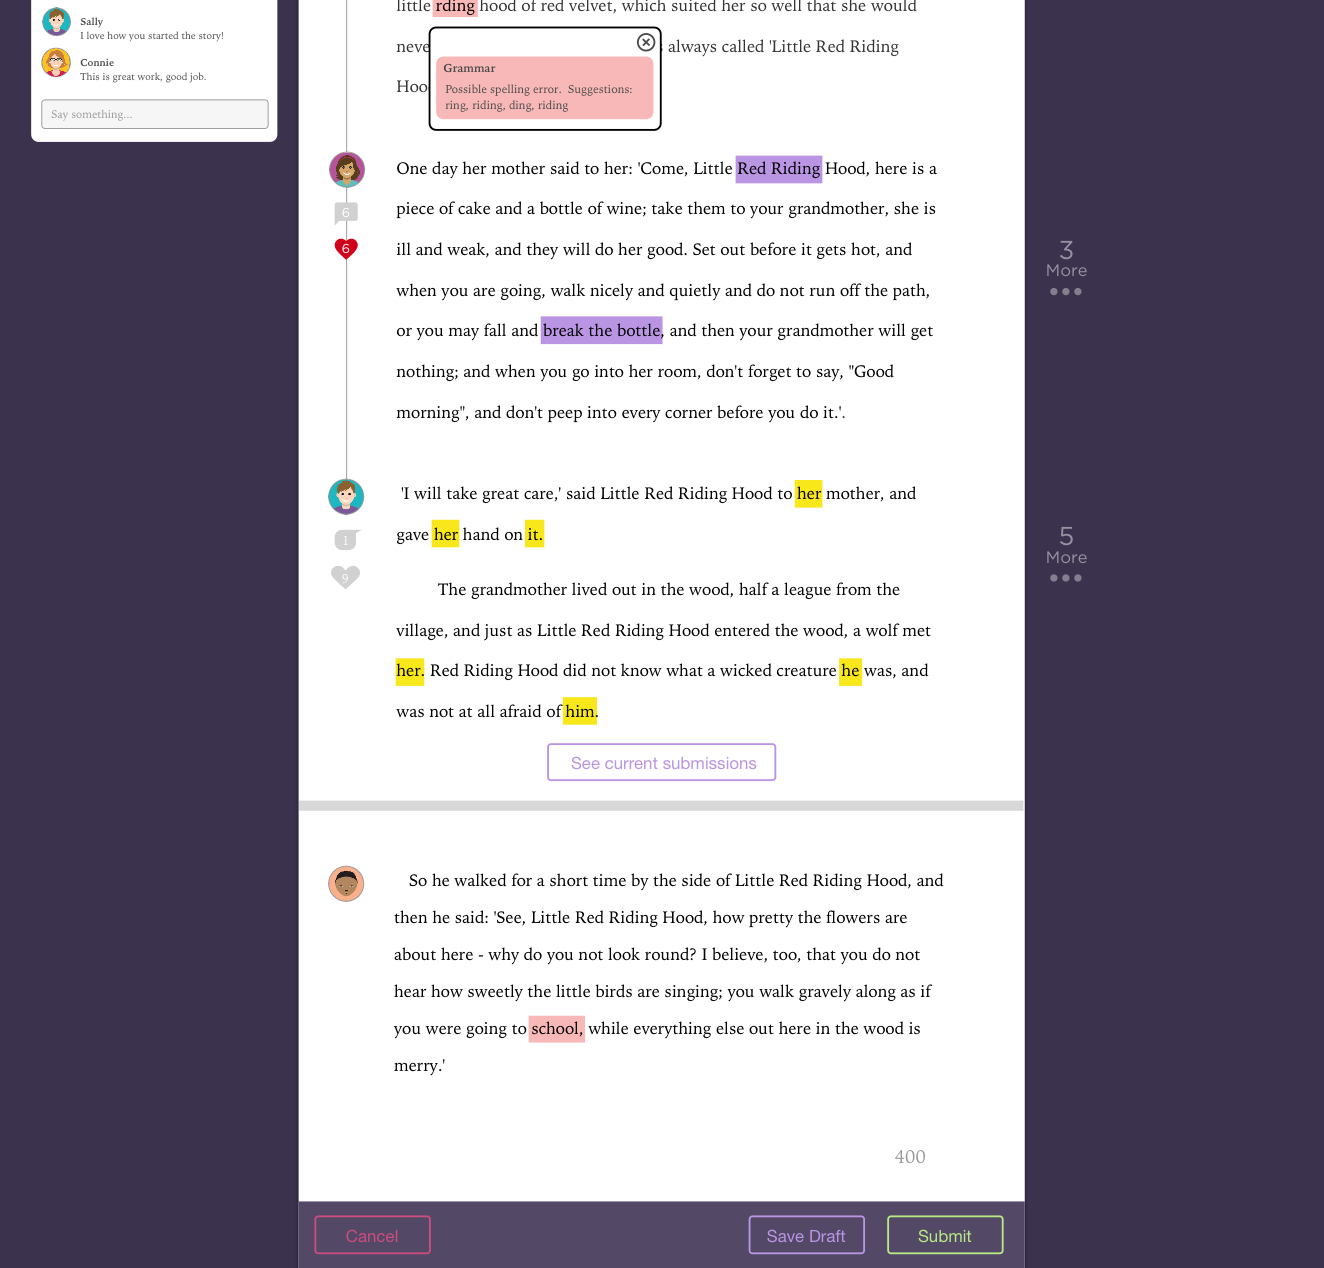 Sally
I love how you started the story!
Connie
This is great work, good job.
Say something...
little rding hood of red velvet, which suited her so well that she would
neve always called 'Little Red Riding
Hoo
Grammar
Possible spelling error. Suggestions:
ring, riding, ding, riding
One day her mother said to her: 'Come, Little Red Riding Hood, here is a
piece of cake and a bottle of wine; take them to your grandmother, she is
ill and weak, and they will do her good. Set out before it gets hot, and
when you are going, walk nicely and quietly and do not run off the path,
or you may fall and break the bottle, and then your grandmother will get
nothing; and when you go into her room, don't forget to say, "Good
morning", and don't peep into every corner before you do it.'.
6
6
3
More
'I will take great care,' said Little Red Riding Hood to her mother, and
gave her hand on it.
1
9
5
More
The grandmother lived out in the wood, half a league from the
village, and just as Little Red Riding Hood entered the wood, a wolf met
her. Red Riding Hood did not know what a wicked creature he was, and
was not at all afraid of him.
See current submissions
So he walked for a short time by the side of Little Red Riding Hood, and
then he said: 'See, Little Red Riding Hood, how pretty the flowers are
about here - why do you not look round? I believe, too, that you do not
hear how sweetly the little birds are singing; you walk gravely along as if
you were going to school, while everything else out here in the wood is
merry.'
400
Cancel
Save Draft
Submit